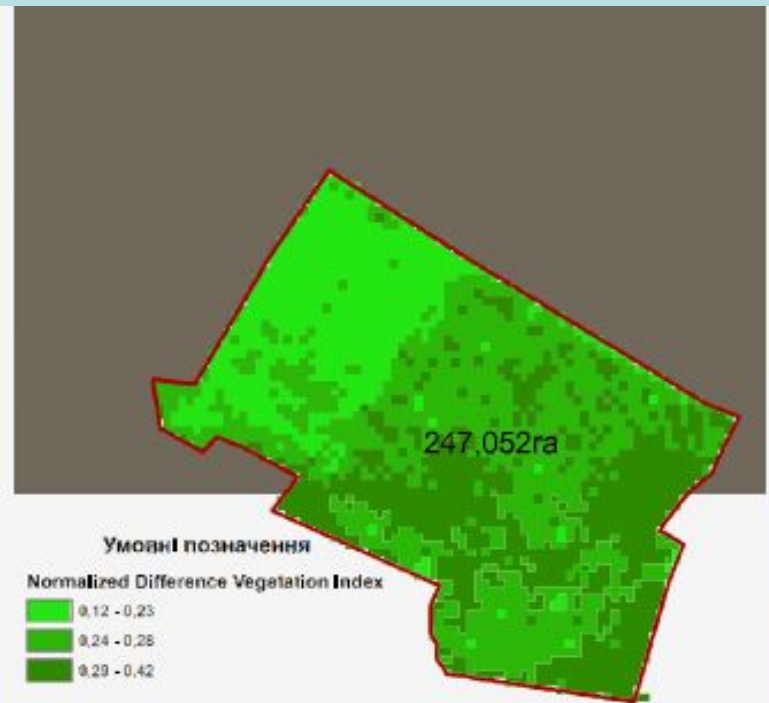 247,052га
Умовні позначення
Normalized Difference Vegetation Index
0,12 - 0,23
0,24 - 0,28
0,29 - 0,42